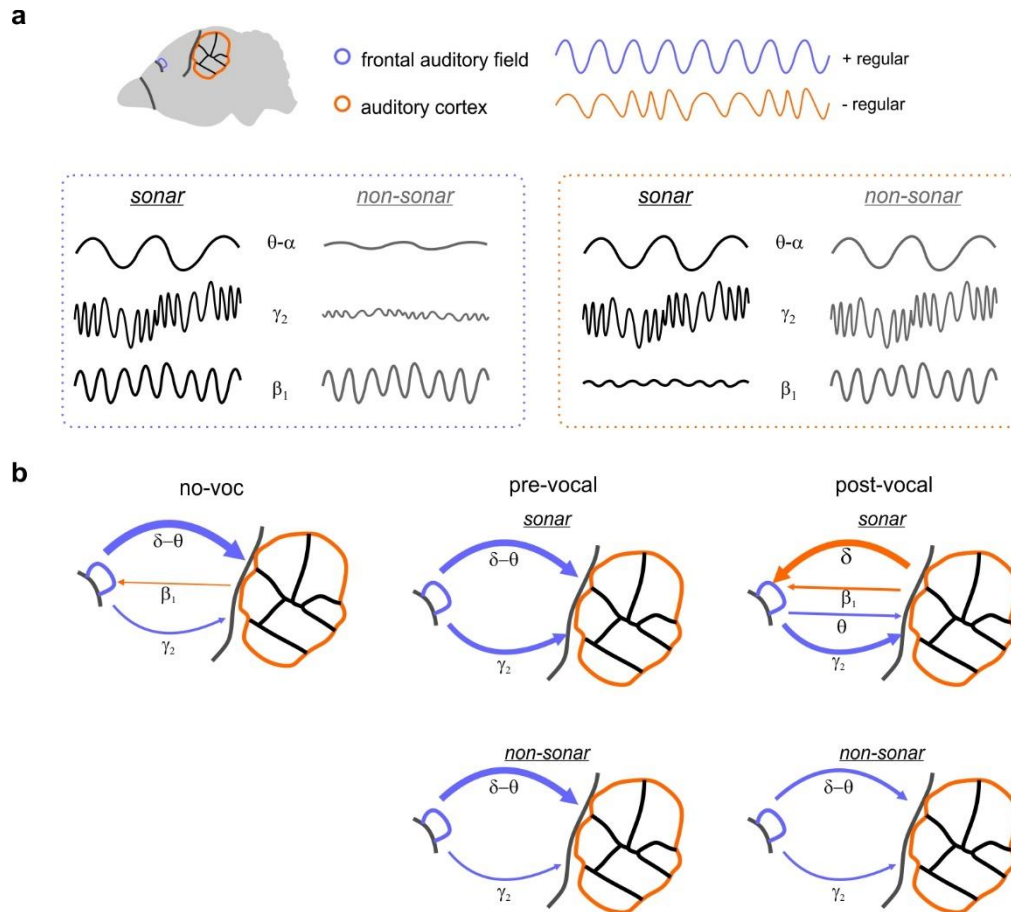 a
frontal auditory field
+ regular
auditory cortex
- regular
sonar
non-sonar
θ-α
γ₂
β₁
sonar
non-sonar
θ-α
γ₂
β₁
b
no-voc
δ–θ
β₁
γ₂
pre-vocal
sonar
δ–θ
γ₂
post-vocal
sonar
δ
β₁
θ
γ₂
non-sonar
δ–θ
γ₂
non-sonar
δ–θ
γ₂